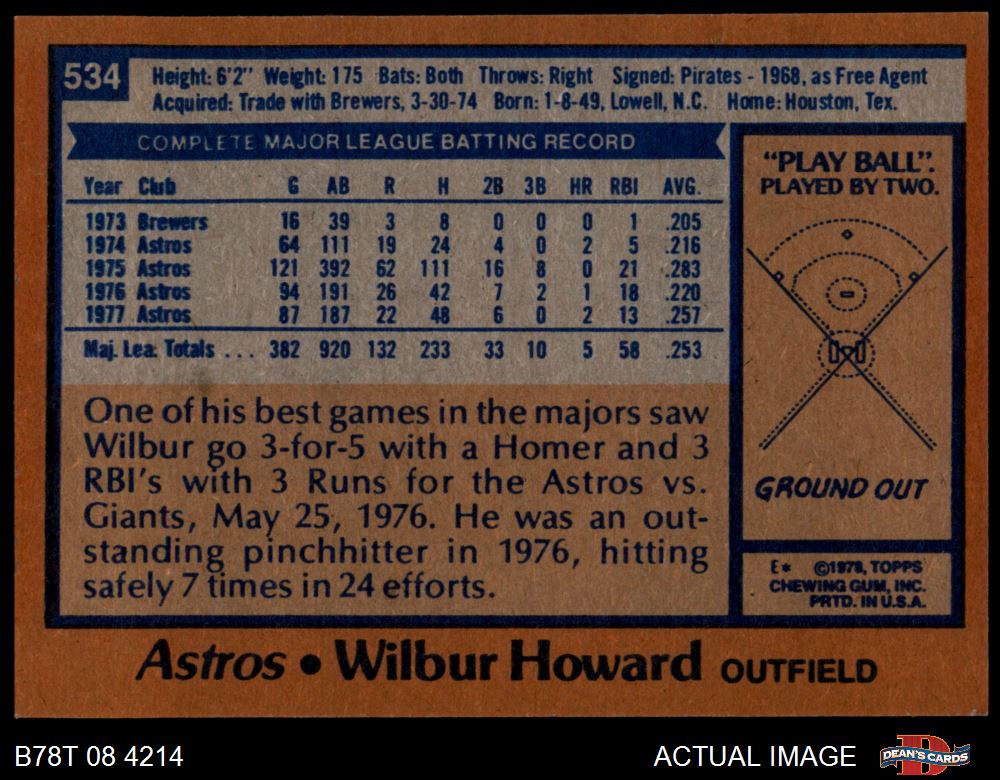 534
Height: 6'2" Weight: 175 Bats: Both Throws: Right Signed: Pirates - 1968, as Free Agent
Acquired: Trade with Brewers, 3-30-74 Born: 1-8-49, Lowell, N.C. Home: Houston, Tex.
COMPLETE MAJOR LEAGUE BATTING RECORD
Year Club G AB R H 2B 3B HR RBI AVG.
1973 Brewers 16 39 3 8 0 0 0 1 .205
1974 Astros 64 111 19 24 4 0 2 5 .216
1975 Astros 121 392 62 111 16 8 0 21 .283
1976 Astros 94 191 26 42 7 2 1 18 .220
1977 Astros 87 187 22 48 6 0 2 13 .257
Maj. Lea. Totals . . . 382 920 132 233 33 10 5 58 .253
One of his best games in the majors saw
Wilbur go 3-for-5 with a Homer and 3
RBI's with 3 Runs for the Astros vs.
Giants, May 25, 1976. He was an out-
standing pinchhitter in 1976, hitting
safely 7 times in 24 efforts.
"PLAY BALL".
PLAYED BY TWO.
GROUND OUT
E* ©1978, TOPPS
CHEWING GUM, INC.
PRTD. IN U.S.A.
Astros • Wilbur Howard OUTFIELD
B78T 08 4214
ACTUAL IMAGE
DEAN'S CARDS